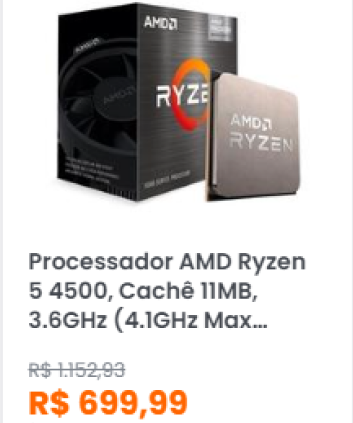 AMD
RYZE
AMD
RYZEN
Processador AMD Ryzen
5 4500, Cachê 11MB,
3.6GHz (4.1GHz Max...
R$ 1.152,93
R$ 699,99